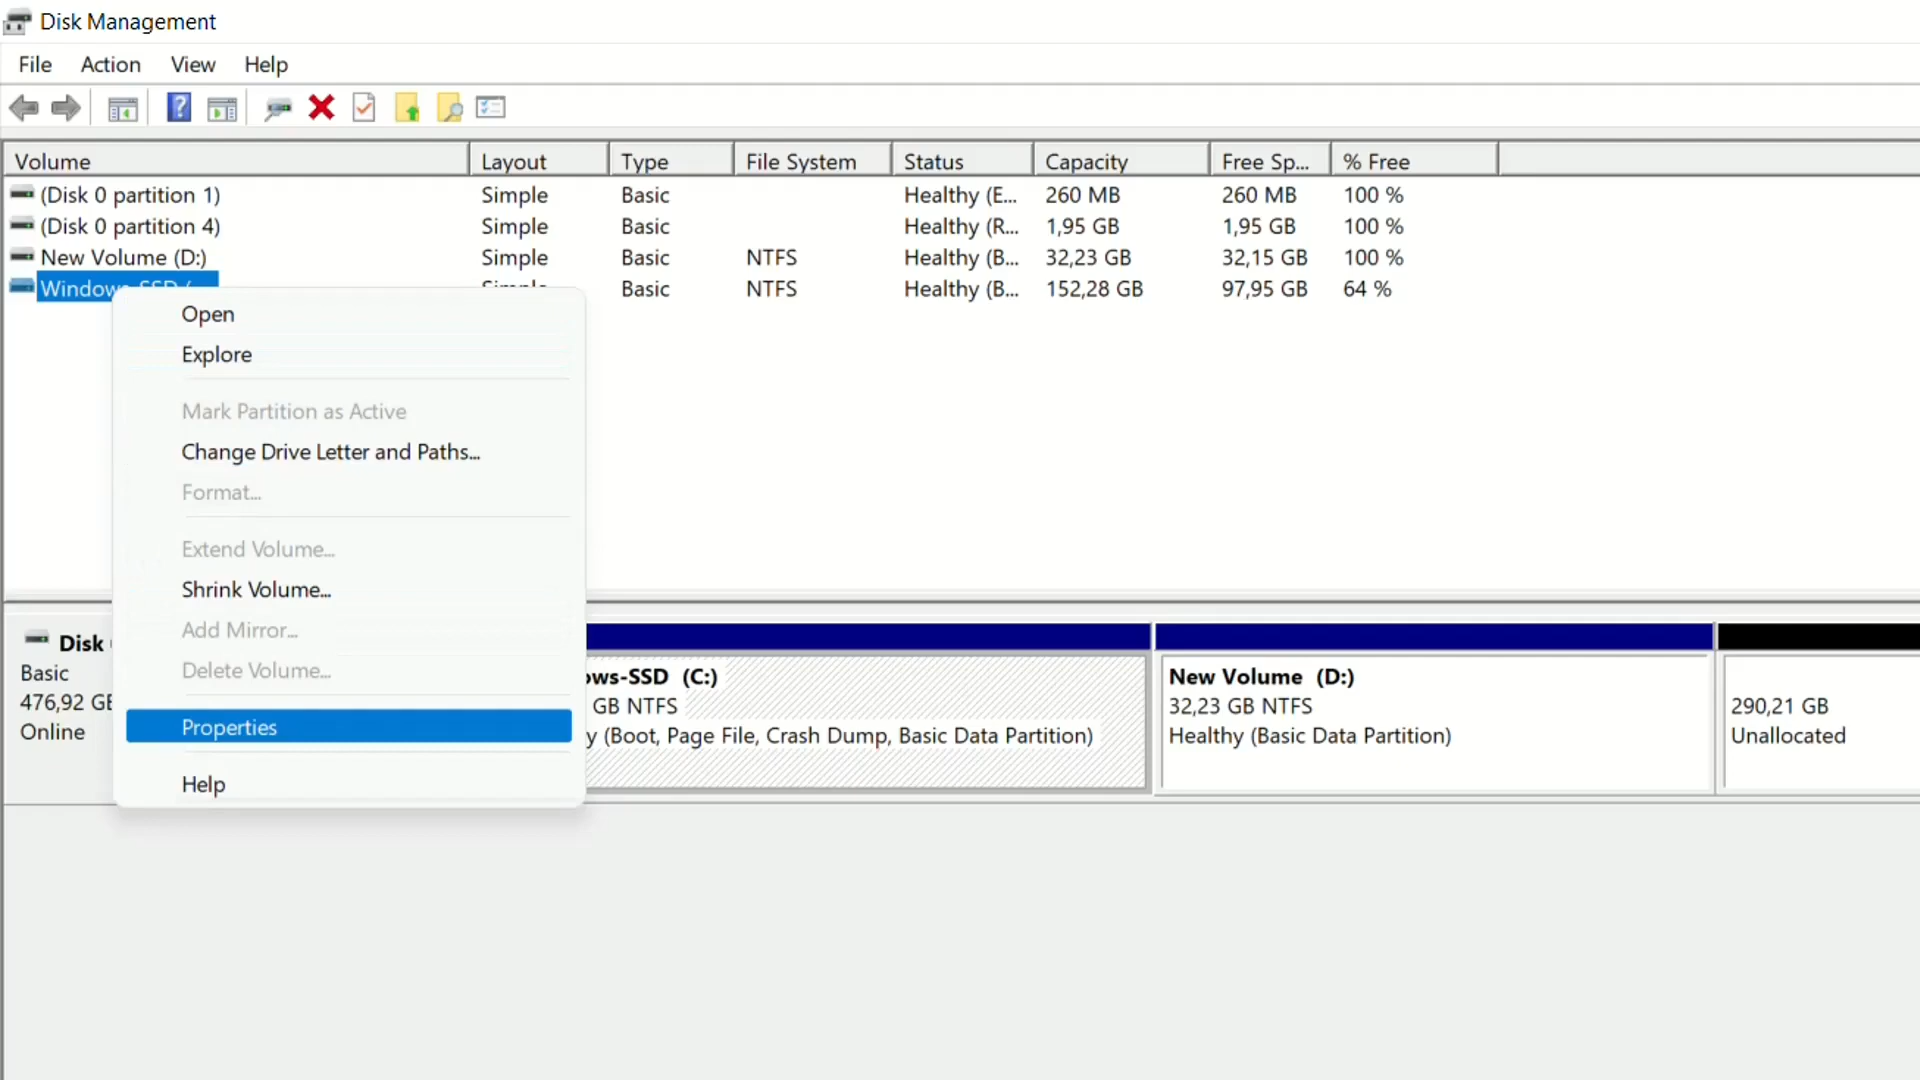 Disk Management
File Action View Help
Volume Layout Type File System Status Capacity Free Sp... % Free
(Disk 0 partition 1) Simple Basic Healthy (E... 260 MB 260 MB 100 %
(Disk 0 partition 4) Simple Basic Healthy (R... 1,95 GB 1,95 GB 100 %
New Volume (D:) Simple Basic NTFS Healthy (B... 32,23 GB 32,15 GB 100 %
Basic NTFS Healthy (B... 152,28 GB 97,95 GB 64 %
Open
Explore
Mark Partition as Active
Change Drive Letter and Paths...
Format...
Extend Volume...
Shrink Volume...
Add Mirror...
Delete Volume...
Properties
Help
Disk
Basic
476,92 GB
Online
ows-SSD (C:)
GB NTFS
y (Boot, Page File, Crash Dump, Basic Data Partition)
New Volume (D:)
32,23 GB NTFS
Healthy (Basic Data Partition)
290,21 GB
Unallocated